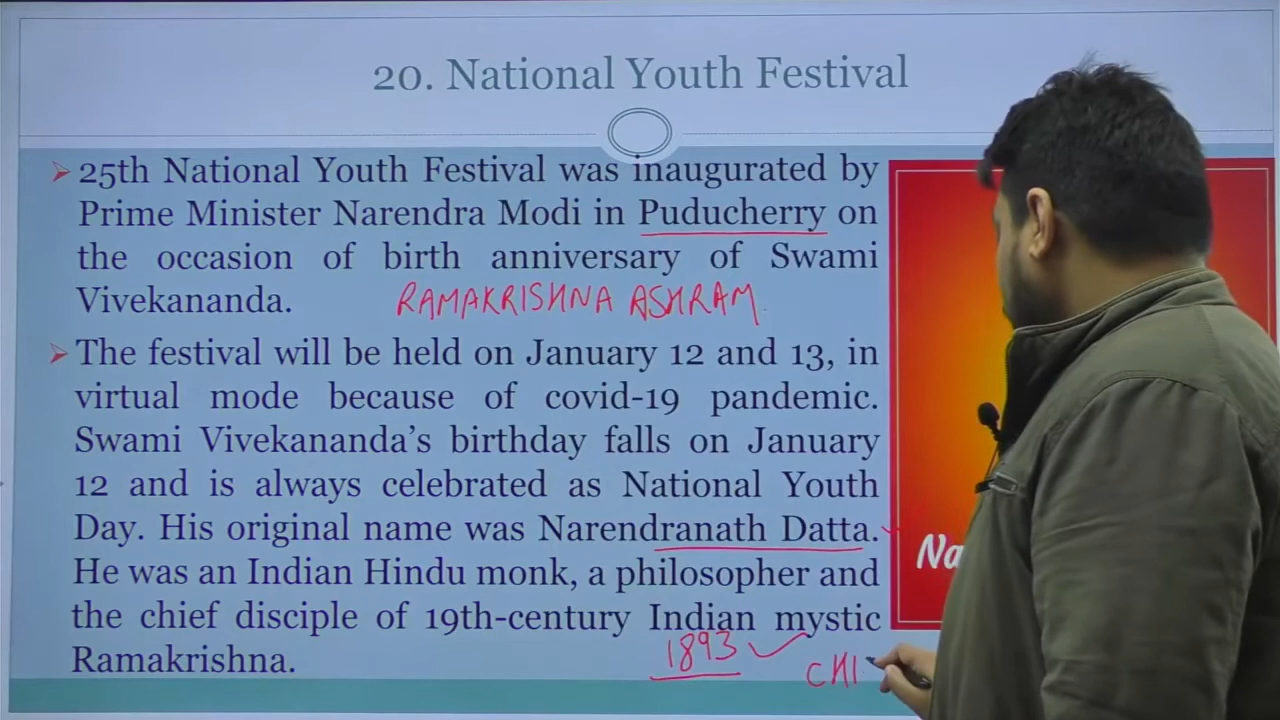 20. National Youth Festival
25th National Youth Festival was inaugurated by
Prime Minister Narendra Modi in Puducherry on
the occasion of birth anniversary of Swami
Vivekananda.
RAMAKRISHNA ASHRAM
The festival will be held on January 12 and 13, in
virtual mode because of covid-19 pandemic.
Swami Vivekananda's birthday falls on January
12 and is always celebrated as National Youth
Day. His original name was Narendranath Datta.
He was an Indian Hindu monk, a philosopher and
the chief disciple of 19th-century Indian mystic
Ramakrishna.
1893
CHI
Na